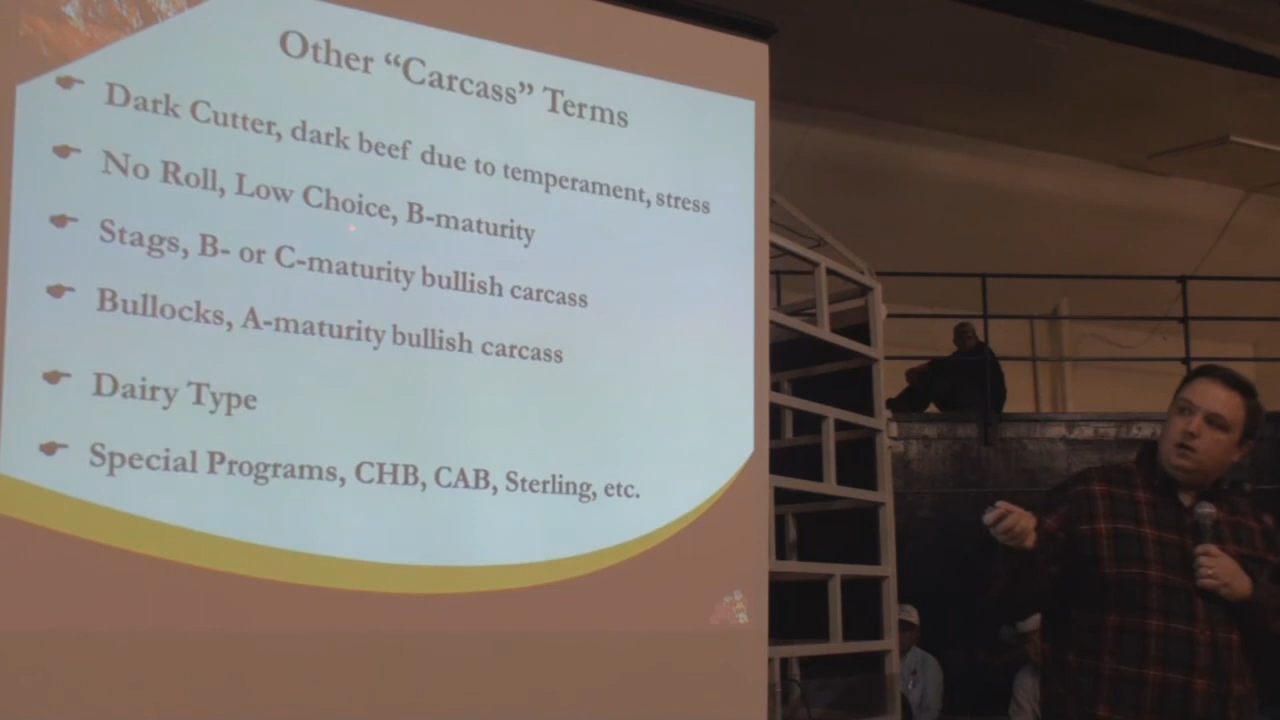 Other “Carcass” Terms
Dark Cutter, dark beef due to temperament, stress
No Roll, Low Choice, B-maturity
Stags, B- or C-maturity bullish carcass
Bullocks, A-maturity bullish carcass
Dairy Type
Special Programs, CHB, CAB, Sterling, etc.